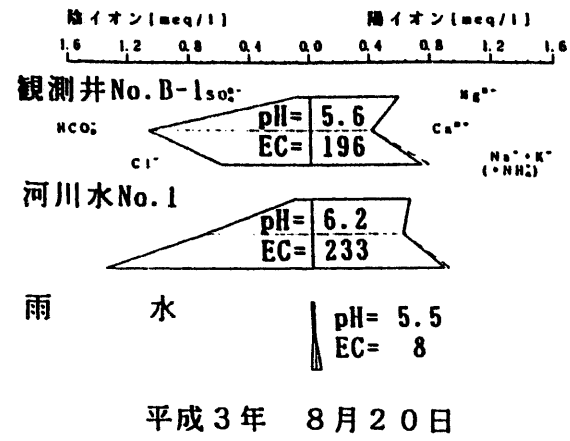 陰イオン[meq/l] 陽イオン[meq/l]
1.6 1.2 0.8 0.4 0.0 0.4 0.8 1.2 1.6
観測井No.B-1 SO₄²⁻ Mg²⁺
HCO₃⁻ pH= 5.6 Ca²⁺
Cl⁻ EC= 196 Na⁺+K⁺
(+NH₄⁺)
河川水No.1
pH= 6.2
EC= 233
雨 水 pH= 5.5
EC= 8
平成3年 8月20日